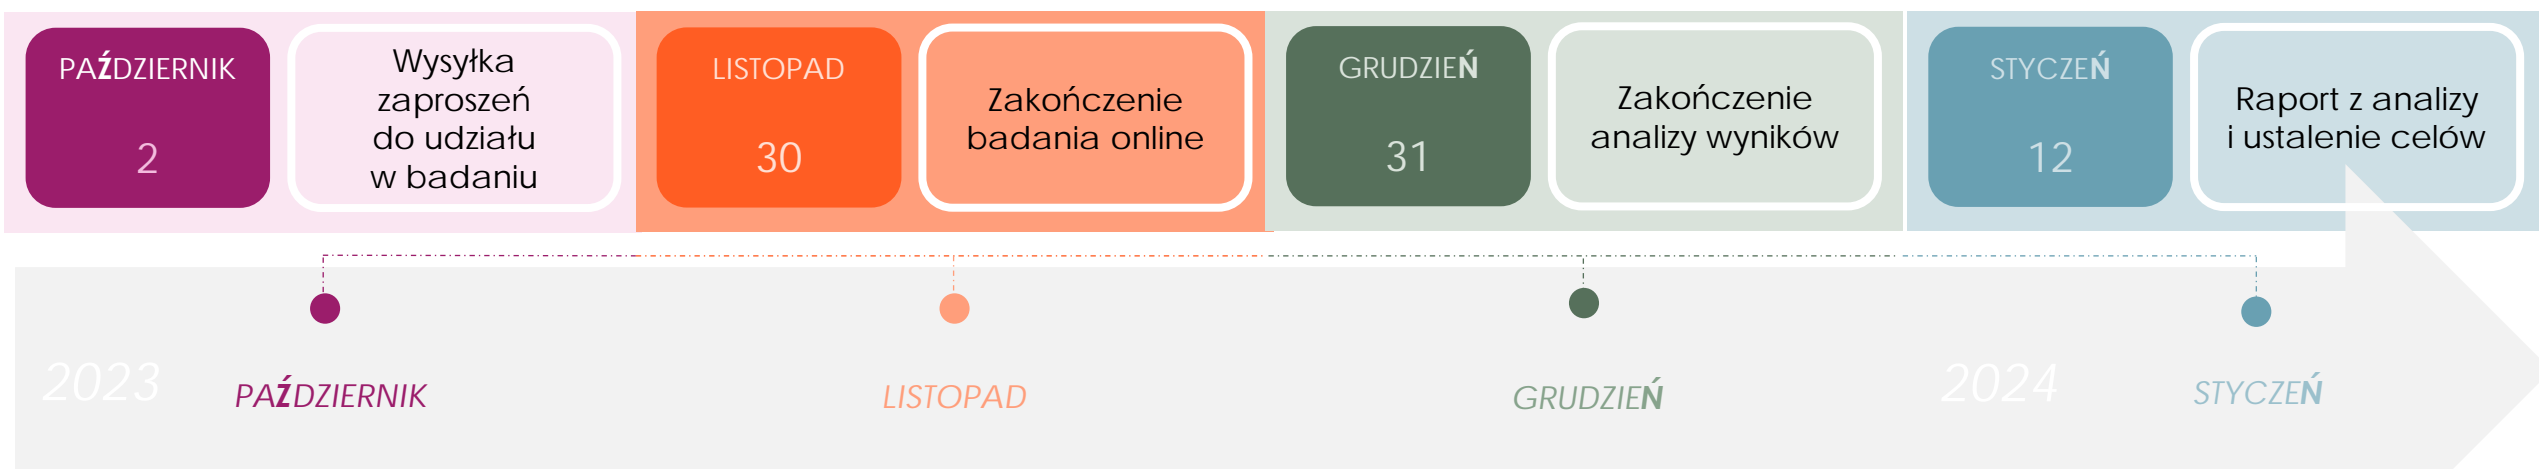 PAŹDZIERNIK
2
Wysyłka
zaproszeń
do udziału
w badaniu
LISTOPAD
30
Zakończenie
badania online
GRUDZIEŃ
31
Zakończenie
analizy wyników
STYCZEŃ
12
Raport z analizy
i ustalenie celów
2023
PAŹDZIERNIK
LISTOPAD
GRUDZIEŃ
2024
STYCZEŃ